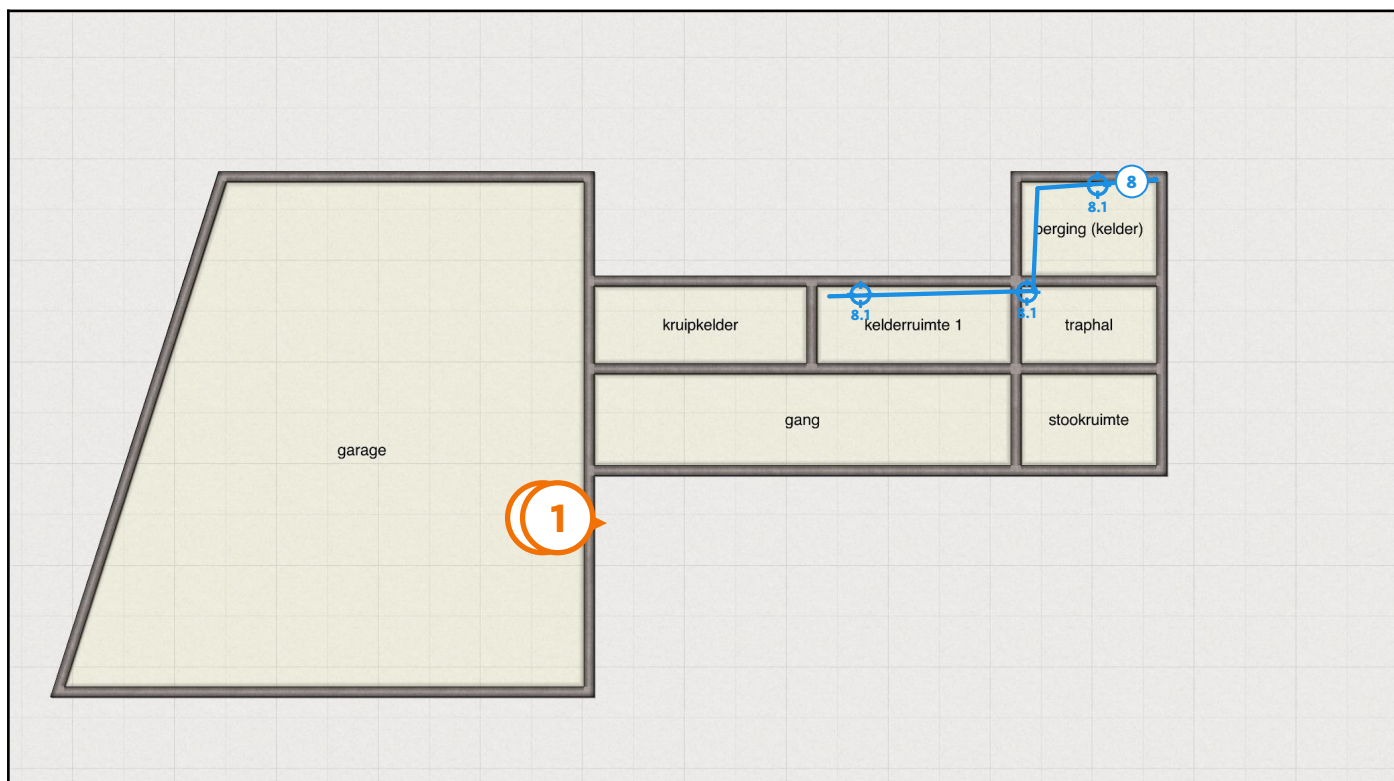 8
8.1
berging (kelder)
8.1
8.1
kruipkelder
kelderruimte 1
traphal
gang
stookruimte
garage
1